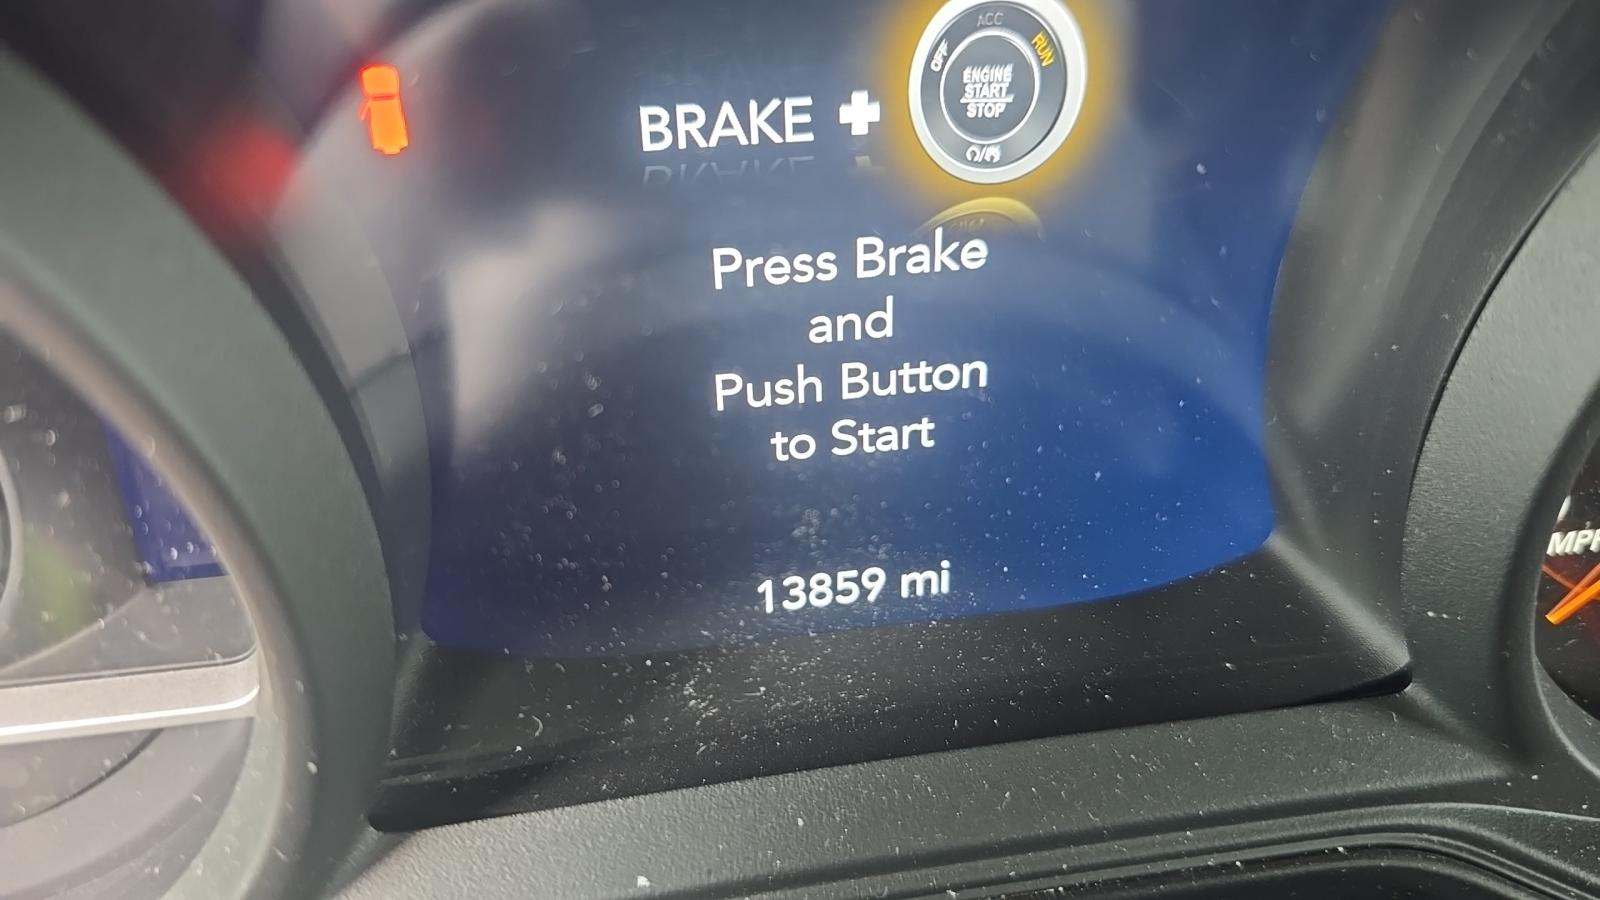 ACC
OFF
RUN
ENGINE
START
STOP
BRAKE +
Press Brake
and
Push Button
to Start
13859 mi